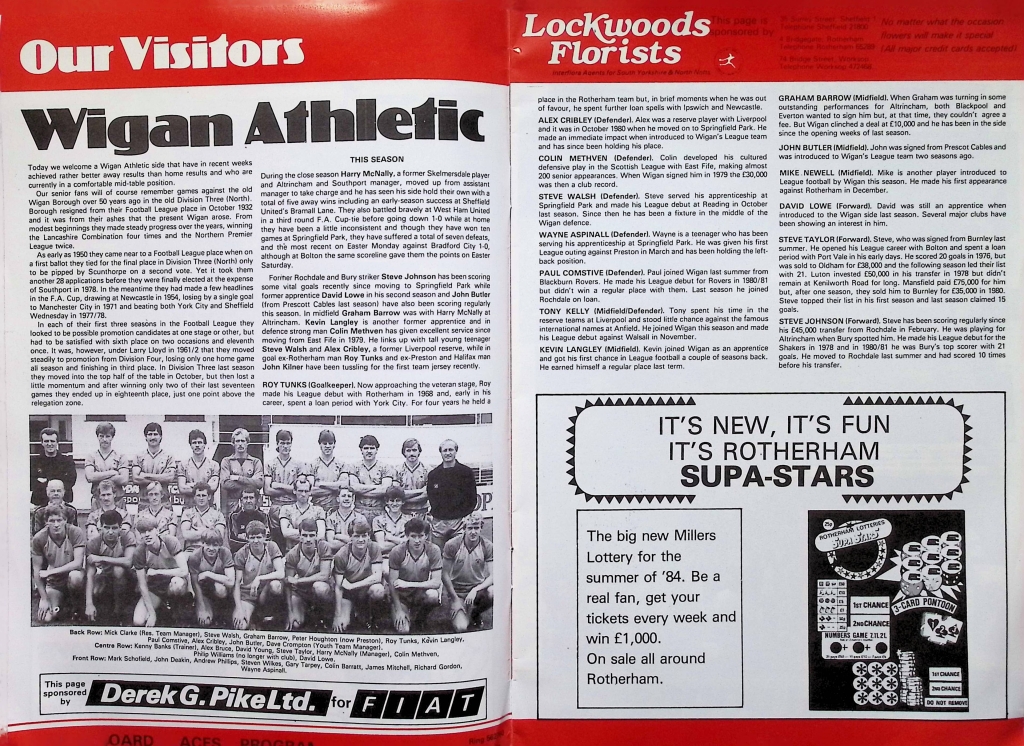 Our Visitors
Wigan Athletic
Today we welcome a Wigan Athletic side that have in recent weeks
achieved rather better away results than home results and who are
currently in a comfortable mid-table position.
Our senior fans will of course remember games against the old
Wigan Borough over 50 years ago in the old Division Three (North).
Borough resigned from their Football League place in October 1932
and it was from their ashes that the present Wigan arose. From
modest beginnings they made steady progress over the years, winning
the Lancashire Combination four times and the Northern Premier
League twice.
As early as 1950 they came near to a Football League place when on
a first ballot they tied for the final place in Division Three (North) only
to be pipped by Scunthorpe on a second vote. Yet it took them
another 28 applications before they were finally elected at the expense
of Southport in 1978. In the meantime they had made a few headlines
in the F.A. Cup, drawing at Newcastle in 1954, losing by a single goal
to Manchester City in 1971 and beating both York City and Sheffield
Wednesday in 1977/78.
In each of their first three seasons in the Football League they
looked to be possible promotion candidates at one stage or other, but
had to be satisfied with sixth place on two occasions and eleventh
once. It was, however, under Larry Lloyd in 1961/2 that they moved
steadily to promotion from Division Four, losing only one home game
all season and finishing in third place. In Division Three last season
they moved into the top half of the table in October, but then lost a
little momentum and after winning only two of their last seventeen
games they ended up in eighteenth place, just one point above the
relegation zone.
THIS SEASON
During the close season Harry McNally, a former Skelmersdale player
and Altrincham and Southport manager, moved up from assistant
manager to take charge and he has seen his side hold their own with a
total of five away wins including an early-season success at Sheffield
United's Bramall Lane. They also battled bravely at West Ham United
in a third round F.A. Cup-tie before going down 1-0 while at home
they have been a little inconsistent and though they have won ten
games at Springfield Park, they have suffered a total of seven defeats,
and the most recent on Easter Monday against Bradford City 1-0,
although at Bolton the same scoreline gave them the points on Easter
Saturday.
Former Rochdale and Bury striker Steve Johnson has been scoring
some vital goals recently since moving to Springfield Park while
former apprentice David Lowe in his second season and John Butler
(from Prescot Cables last season) have also been scoring regularly
this season. In midfield Graham Barrow was with Harry McNally at
Altrincham. Kevin Langley is another former apprentice and in
defence strong man Colin Methven has given excellent service since
moving from East Fife in 1979. He links up with tall young teenager
Steve Walsh and Alex Cribley, a former Liverpool reserve, while in
goal ex-Rotherham man Roy Tunks and ex-Preston and Halifax man
John Kilner have been tussling for the first team jersey recently.
ROY TUNKS (Goalkeeper). Now approaching the veteran stage, Roy
made his League debut with Rotherham in 1968 and, early in his
career, spent a loan period with York City. For four years he held a
Back Row: Mick Clarke (Res. Team Manager), Steve Walsh, Graham Barrow, Peter Houghton (now Preston), Roy Tunks, Kevin Langley,
Paul Comstive, Alex Cribley, John Butler, Dave Crompton (Youth Team Manager).
Centre Row: Kenny Banks (Trainer), Alex Bruce, David Young, Steve Taylor, Harry McNally (Manager), Colin Methven,
Philip Williams (no longer with club), David Lowe.
Front Row: Mark Schofield, John Deakin, Andrew Phillips, Steven Wilkes, Gary Tarpey, Colin Barratt, James Mitchell, Richard Gordon,
Wayne Aspinall.
This page
sponsored
by
Derek G. Pike Ltd. for FIAT
Lockwoods
Florists
Interflora Agents for South Yorkshire & North Notts
This page is
sponsored by
No matter what the occasion
flowers will make it special
(All major credit cards accepted)
place in the Rotherham team but, in brief moments when he was out
of favour, he spent further loan spells with Ipswich and Newcastle.
ALEX CRIBLEY (Defender). Alex was a reserve player with Liverpool
and it was in October 1980 when he moved on to Springfield Park. He
made an immediate impact when introduced to Wigan's League team
and has since been holding his place.
COLIN METHVEN (Defender). Colin developed his cultured
defensive play in the Scottish League with East Fife, making almost
200 senior appearances. When Wigan signed him in 1979 the £30,000
was then a club record.
STEVE WALSH (Defender). Steve served his apprenticeship at
Springfield Park and made his League debut at Reading in October
last season. Since then he has been a fixture in the middle of the
Wigan defence.
WAYNE ASPINALL (Defender). Wayne is a teenager who has been
serving his apprenticeship at Springfield Park. He was given his first
League outing against Preston in March and has been holding the left-
back position.
PAUL COMSTIVE (Defender). Paul joined Wigan last summer from
Blackburn Rovers. He made his League debut for Rovers in 1980/81
but didn't win a regular place with them. Last season he joined
Rochdale on loan.
TONY KELLY (Midfield/Defender). Tony spent his time in the
reserve teams at Liverpool and stood little chance against the famous
international names at Anfield. He joined Wigan this season and made
his League debut against Walsall in November.
KEVIN LANGLEY (Midfield). Kevin joined Wigan as an apprentice
and got his first chance in League football a couple of seasons back.
He earned himself a regular place last term.
GRAHAM BARROW (Midfield). When Graham was turning in some
outstanding performances for Altrincham, both Blackpool and
Everton wanted to sign him but, at that time, they couldn't agree a
fee. But Wigan clinched a deal at £10,000 and he has been in the side
since the opening weeks of last season.
JOHN BUTLER (Midfield). John was signed from Prescot Cables and
was introduced to Wigan's League team two seasons ago.
MIKE NEWELL (Midfield). Mike is another player introduced to
League football by Wigan this season. He made his first appearance
against Rotherham in December.
DAVID LOWE (Forward). David was still an apprentice when
introduced to the Wigan side last season. Several major clubs have
been showing an interest in him.
STEVE TAYLOR (Forward). Steve, who was signed from Burnley last
summer. He opened his League career with Bolton and spent a loan
period with Port Vale in his early days. He scored 20 goals in 1976, but
was sold to Oldham for £38,000 and the following season led their list
with 21. Luton invested £50,000 in his transfer in 1978 but didn't
remain at Kenilworth Road for long. Mansfield paid £75,000 for him
but, after one season, they sold him to Burnley for £35,000 in 1980.
Steve topped their list in his first season and last season claimed 15
goals.
STEVE JOHNSON (Forward). Steve has been scoring regularly since
his £45,000 transfer from Rochdale in February. He was playing for
Altrincham when Bury spotted him. He made his League debut for the
Shakers in 1978 and in 1980/81 he was Bury's top scorer with 21
goals. He moved to Rochdale last summer and had scored 10 times
before his transfer.
IT'S NEW, IT'S FUN
IT'S ROTHERHAM
SUPA-STARS
The big new Millers
Lottery for the
summer of '84. Be a
real fan, get your
tickets every week and
win £1,000.
On sale all around
Rotherham.
25p
ROTHERHAM LOTTERIES
SUPA STARS
1ST CHANCE
2ND CHANCE
3-CARD PONTOON
NUMBERS GAME 2,11,21.
1ST CHANCE
2ND CHANCE
DO NOT REMOVE